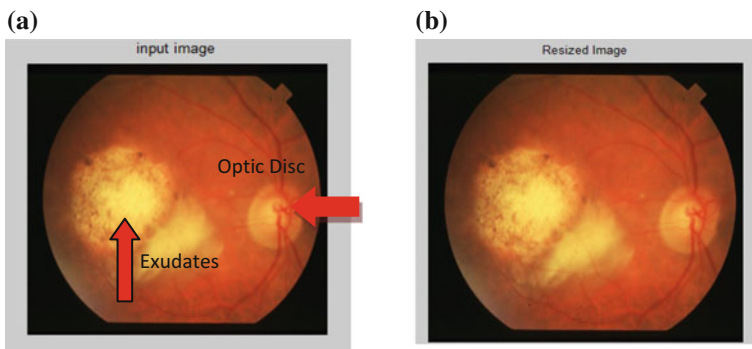 (a)
input image
Optic Disc
Exudates
(b)
Resized Image